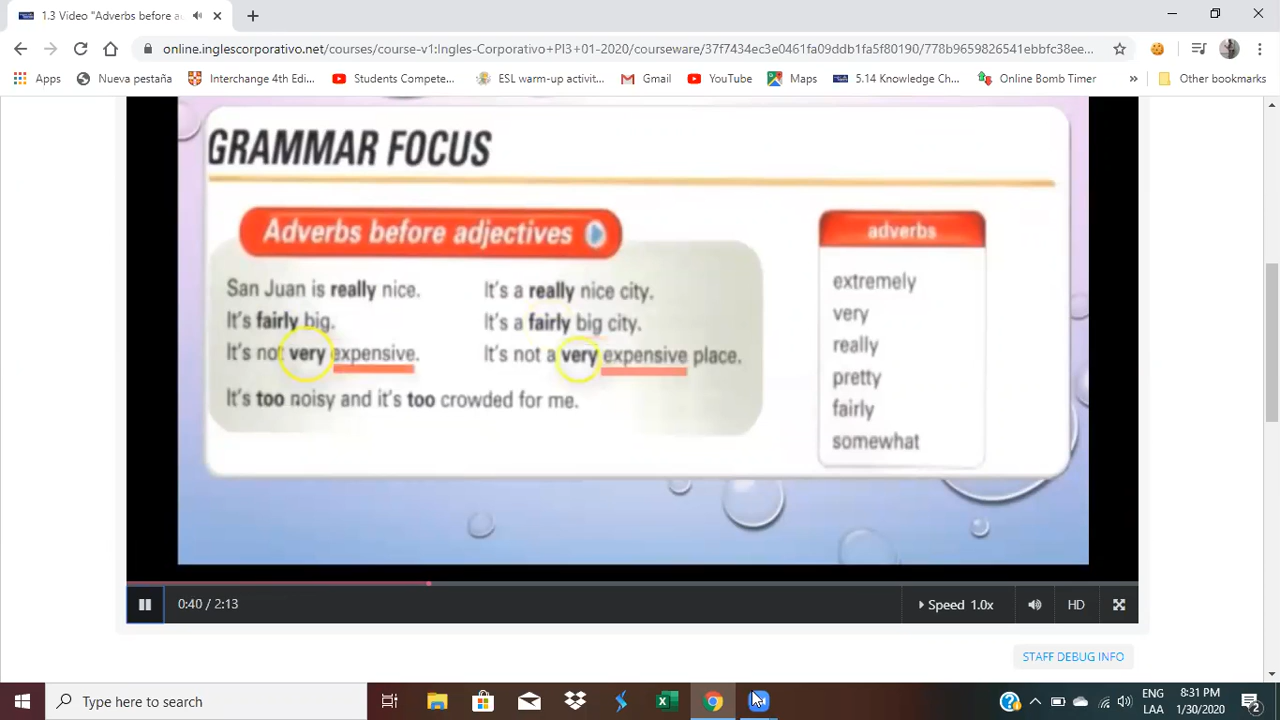 1.3 Video "Adverbs before a
online.inglescorporativo.net/courses/course-v1:Ingles-Corporativo+PI3+01-2020/courseware/37f7434ec3e0461fa09ddb1fa5f80190/778b9659826541ebbfc38ee...
Apps Nueva pestaña Interchange 4th Edi... Students Compete... ESL warm-up activit... Gmail YouTube Maps 5.14 Knowledge Ch... Online Bomb Timer » Other bookmarks
GRAMMAR FOCUS
Adverbs before adjectives
adverbs
San Juan is really nice. It's a really nice city.
It's fairly big. It's a fairly big city.
It's not very expensive. It's not a very expensive place.
It's too noisy and it's too crowded for me.
extremely
very
really
pretty
fairly
somewhat
0:40 / 2:13 Speed 1.0x HD
STAFF DEBUG INFO
Type here to search
ENG 8:31 PM
LAA 1/30/2020 2